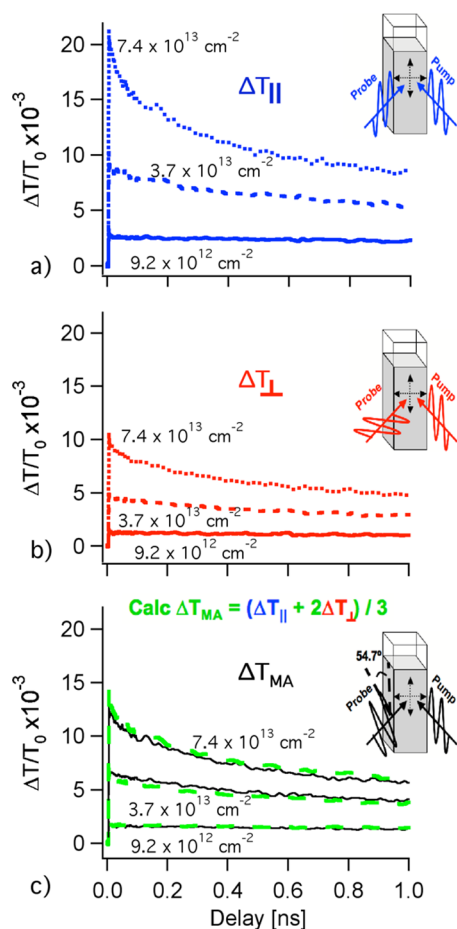 20
15
10
5
0
ΔT/T₀ x10⁻³
7.4 x 10¹³ cm⁻²
ΔT||
3.7 x 10¹³ cm⁻²
9.2 x 10¹² cm⁻²
Probe
Pump
a)
20
15
10
5
0
ΔT/T₀ x10⁻³
7.4 x 10¹³ cm⁻²
ΔT⊥
3.7 x 10¹³ cm⁻²
9.2 x 10¹² cm⁻²
Probe
Pump
b)
Calc ΔT_MA = (ΔT|| + 2ΔT⊥) / 3
20
15
10
5
0
ΔT/T₀ x10⁻³
ΔT_MA
54.7º
Probe
Pump
7.4 x 10¹³ cm⁻²
3.7 x 10¹³ cm⁻²
9.2 x 10¹² cm⁻²
c)
0.0 0.2 0.4 0.6 0.8 1.0
Delay [ns]